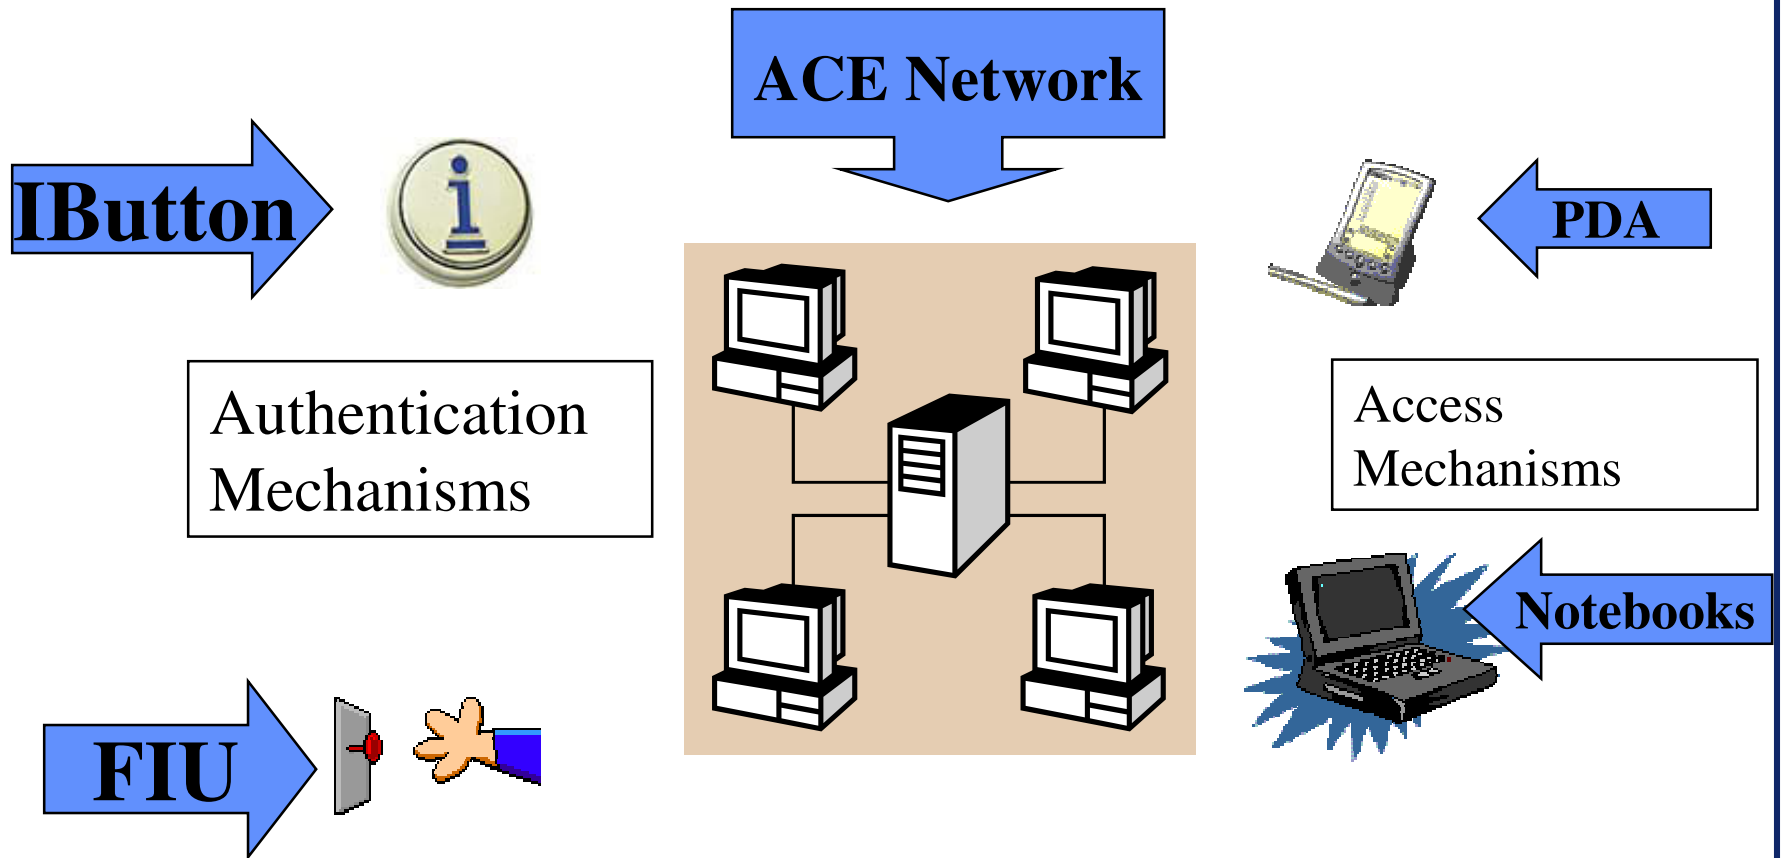 ACE Network
IButton
i
PDA
Authentication
Mechanisms
Access
Mechanisms
Notebooks
FIU